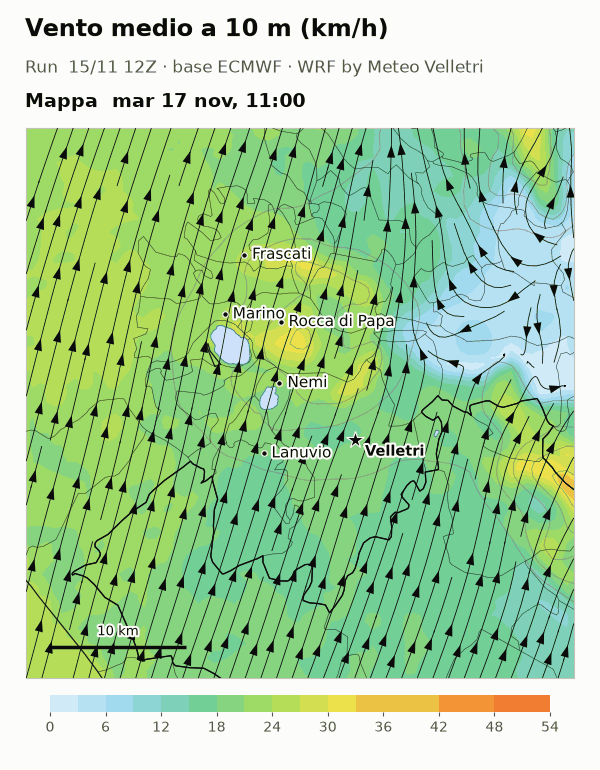 Vento medio a 10 m (km/h)
Run  15/11 12Z · base ECMWF · WRF by Meteo Velletri
Mappa  mar 17 nov, 11:00
Frascati
Marino
Rocca di Papa
Nemi
Velletri
Lanuvio
10 km
0 6 12 18 24 30 36 42 48 54